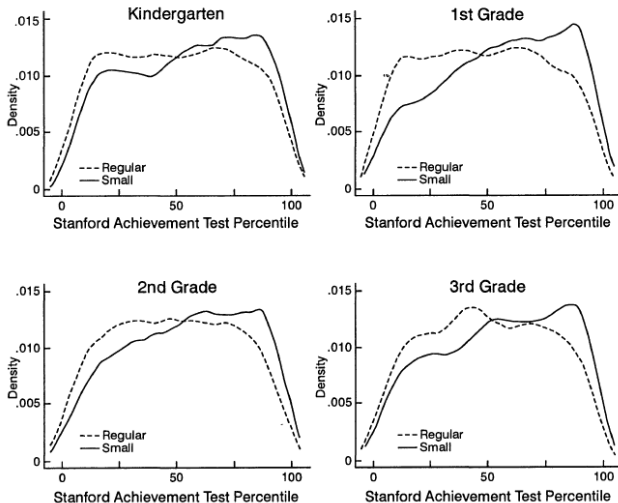 Kindergarten
.015
.010
.005
0
Density
Regular
Small
0 50 100
Stanford Achievement Test Percentile
1st Grade
.015
.010
.005
0
Density
Regular
Small
0 50 100
Stanford Achievement Test Percentile
2nd Grade
.015
.010
.005
0
Density
Regular
Small
0 50 100
Stanford Achievement Test Percentile
3rd Grade
.015
.010
.005
0
Density
Regular
Small
0 50 100
Stanford Achievement Test Percentile